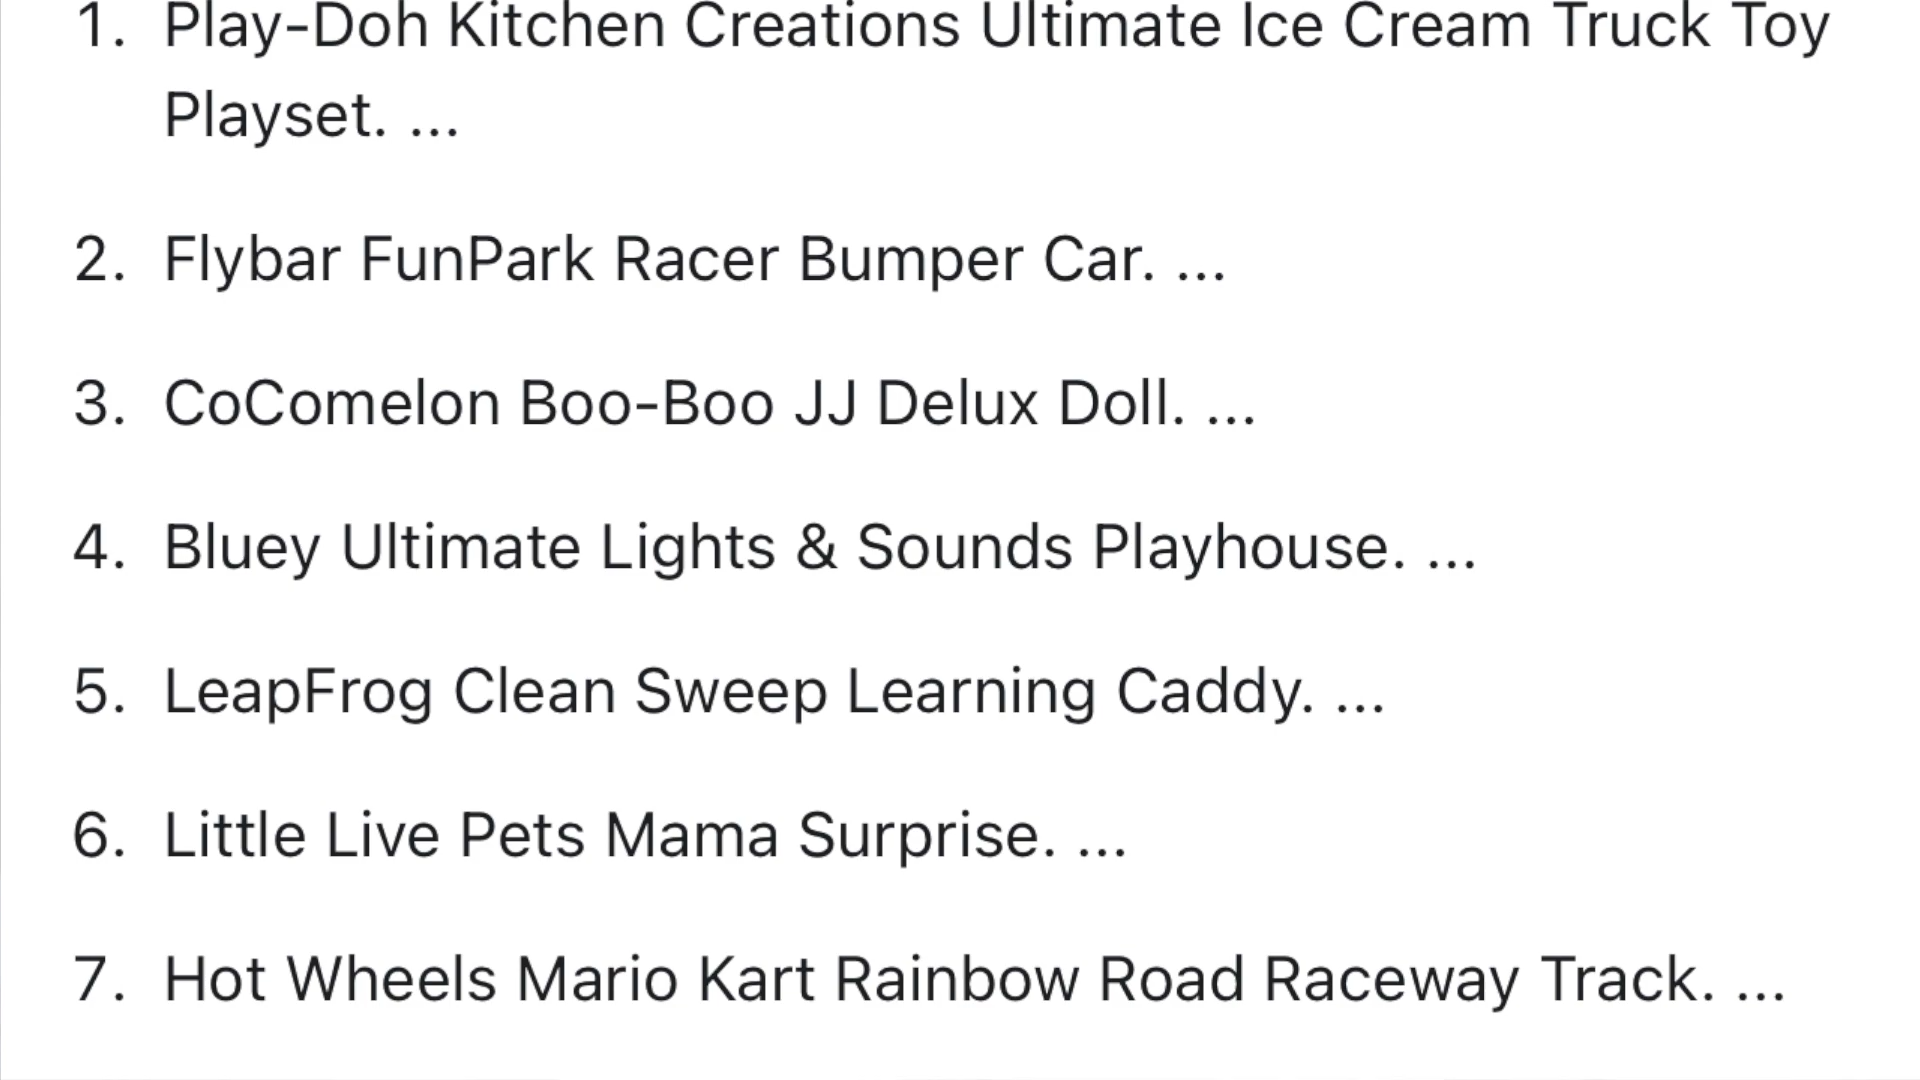 1. Play-Doh Kitchen Creations Ultimate Ice Cream Truck Toy
Playset. ...
2. Flybar FunPark Racer Bumper Car. ...
3. CoComelon Boo-Boo JJ Delux Doll. ...
4. Bluey Ultimate Lights & Sounds Playhouse. ...
5. LeapFrog Clean Sweep Learning Caddy. ...
6. Little Live Pets Mama Surprise. ...
7. Hot Wheels Mario Kart Rainbow Road Raceway Track. ...